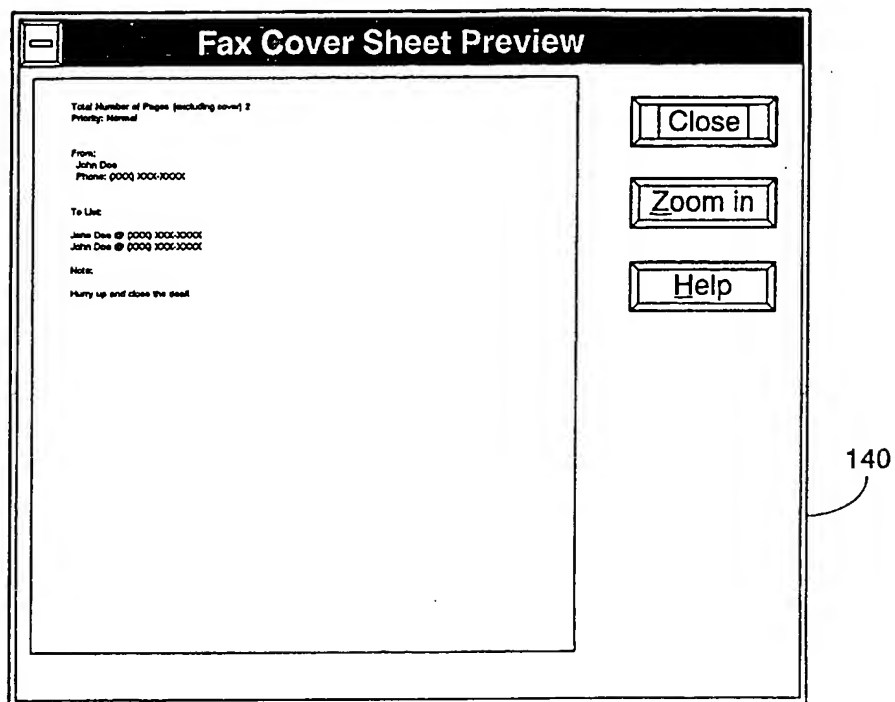 Fax Cover Sheet Preview
Total Number of Pages (excluding cover) 2
Priority: Normal
From:
John Doe
Phone: (XXX) XXX-XXXX
To List:
Jane Doe @ (XXX) XXX-XXXX
John Doe @ (XXX) XXX-XXXX
Note:
Hurry up and close the deal!
Close
Zoom in
Help
140